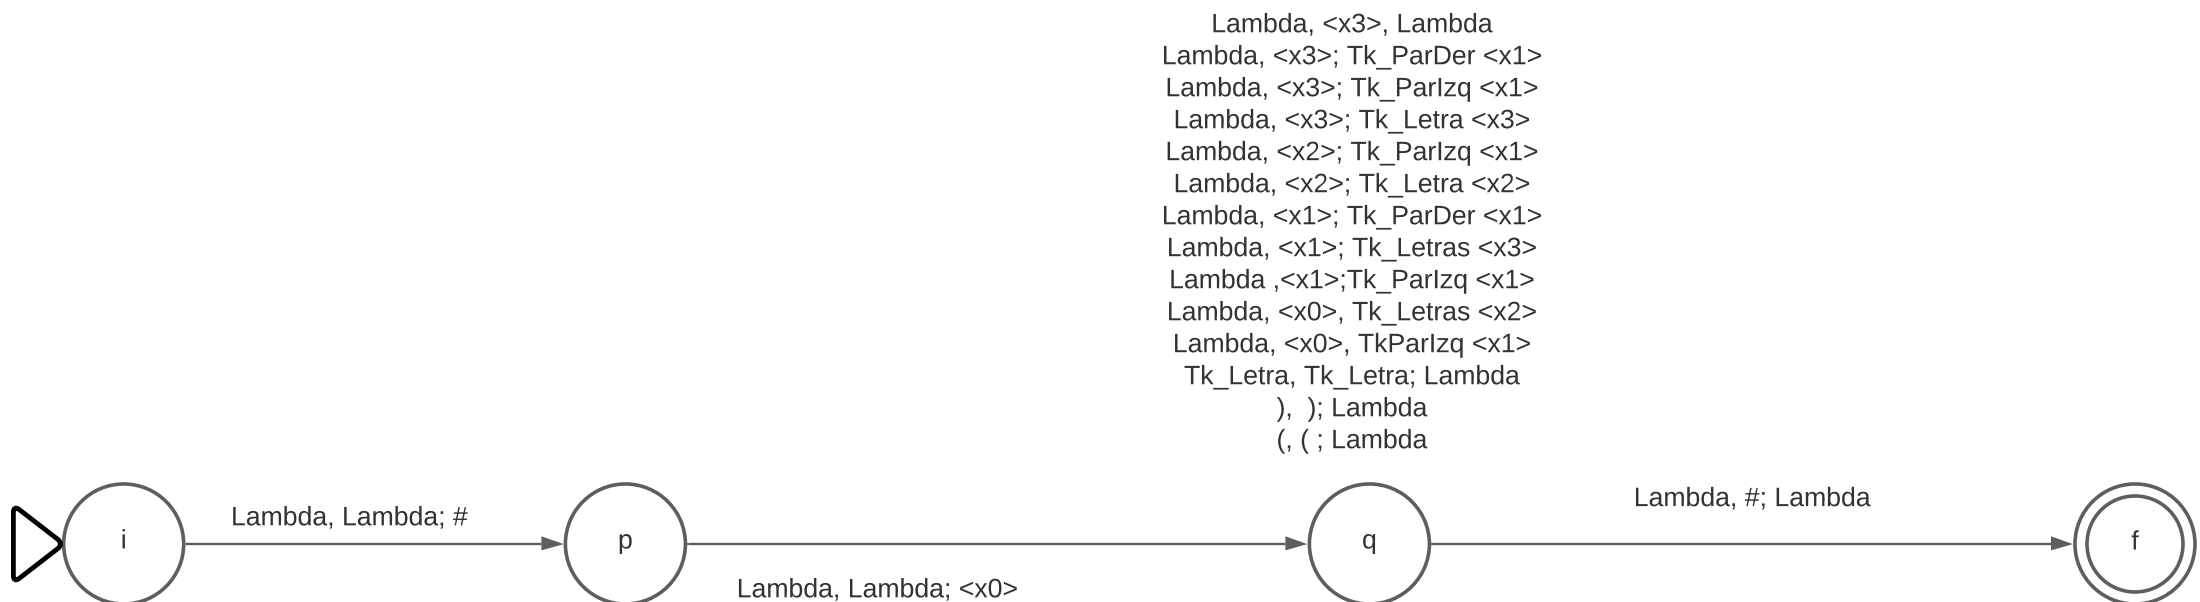 Lambda, <x3>, Lambda
Lambda, <x3>; Tk_ParDer <x1>
Lambda, <x3>; Tk_ParIzq <x1>
Lambda, <x3>; Tk_Letra <x3>
Lambda, <x2>; Tk_ParIzq <x1>
Lambda, <x2>; Tk_Letra <x2>
Lambda, <x1>; Tk_ParDer <x1>
Lambda, <x1>; Tk_Letras <x3>
Lambda ,<x1>;Tk_ParIzq <x1>
Lambda, <x0>, Tk_Letras <x2>
Lambda, <x0>, TkParIzq <x1>
Tk_Letra, Tk_Letra; Lambda
),  ); Lambda
(, ( ; Lambda
i
Lambda, Lambda; #
p
Lambda, Lambda; <x0>
q
Lambda, #; Lambda
f